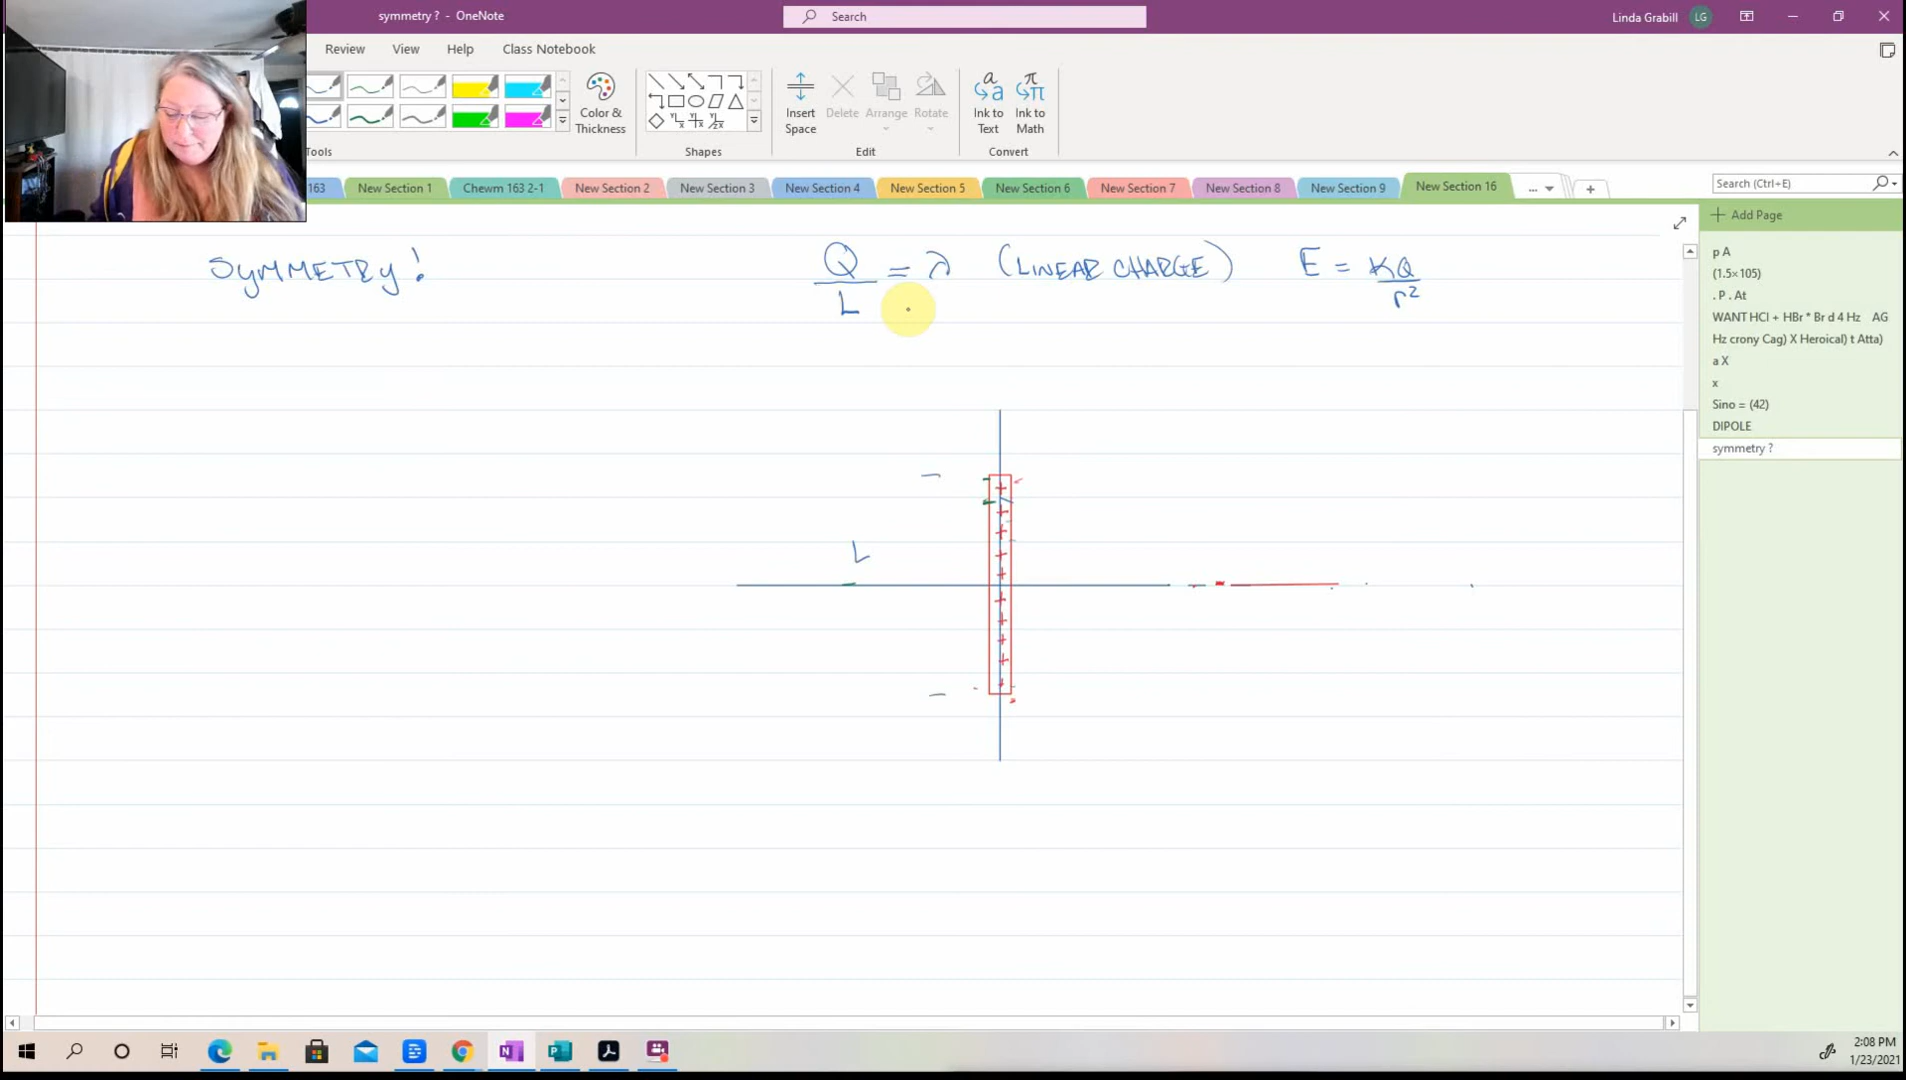 symmetry ? - OneNote
Search
Linda Grabill
LG
Review View Help Class Notebook
Color & Thickness
Insert Space
Delete
Arrange
Rotate
Ink to Text
Ink to Math
Tools
Shapes
Edit
Convert
163
New Section 1
Chewm 163 2-1
New Section 2
New Section 3
New Section 4
New Section 5
New Section 6
New Section 7
New Section 8
New Section 9
New Section 16
...
Search (Ctrl+E)
Add Page
p A
(1.5×105)
. P . At
WANT HCl + HBr * Br d 4 Hz AG
Hz crony Cag) X Heroical) t Atta)
a X
x
Sino = (42)
DIPOLE
symmetry ?
SYMMETRY!
Q/L = λ (LINEAR CHARGE) E = KQ/r²
+
+
+
+
+
L
+
+
+
+
+
2:08 PM
1/23/2021